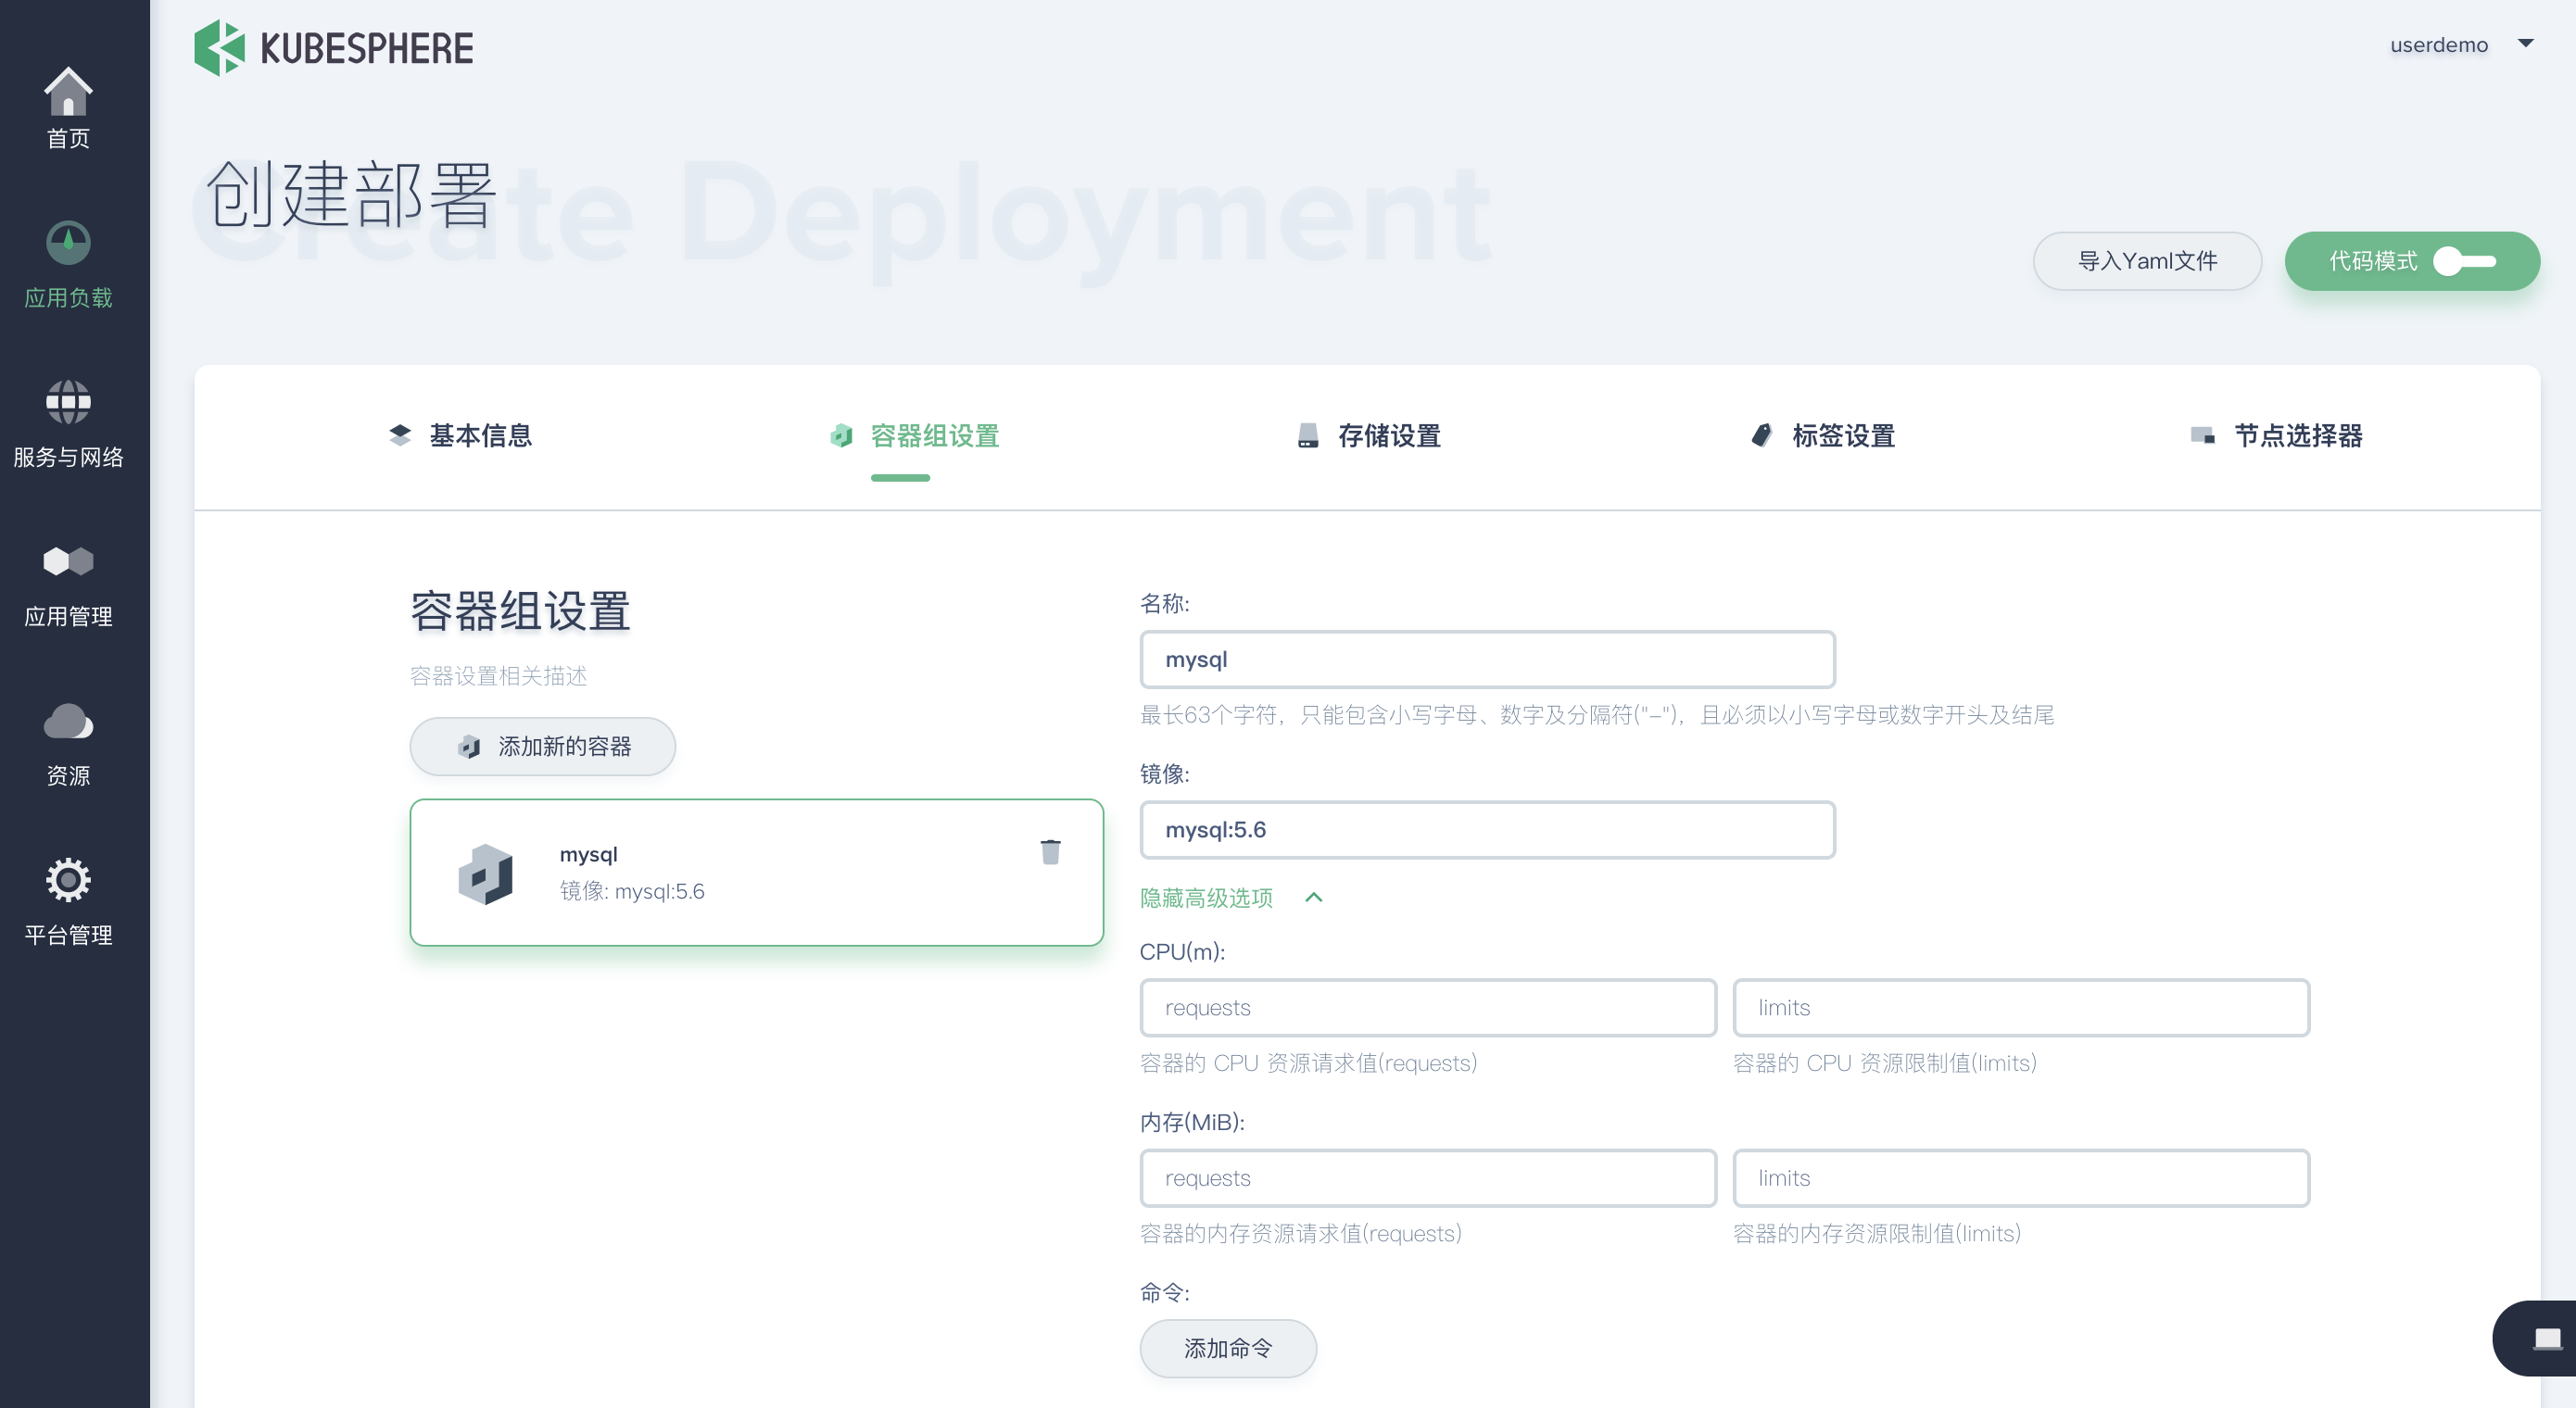 KUBESPHERE
userdemo
首页
应用负载
服务与网络
应用管理
资源
平台管理
Create Deployment
创建部署
导入Yaml文件
代码模式
基本信息
容器组设置
存储设置
标签设置
节点选择器
容器组设置
容器设置相关描述
添加新的容器
mysql
镜像: mysql:5.6
名称:
mysql
最长63个字符，只能包含小写字母、数字及分隔符("-")，且必须以小写字母或数字开头及结尾
镜像:
mysql:5.6
隐藏高级选项
CPU(m):
requests
limits
容器的 CPU 资源请求值(requests)
容器的 CPU 资源限制值(limits)
内存(MiB):
requests
limits
容器的内存资源请求值(requests)
容器的内存资源限制值(limits)
命令:
添加命令